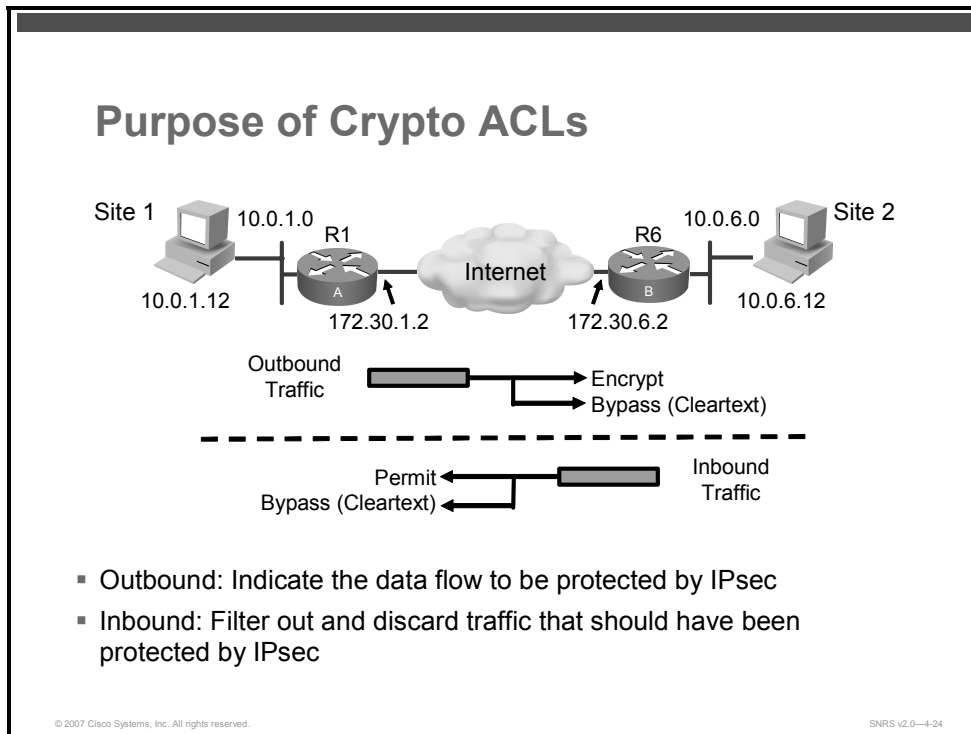 Purpose of Crypto ACLs
Site 1
10.0.1.0
R1
A
10.0.1.12
172.30.1.2
Internet
R6
B
10.0.6.0
Site 2
172.30.6.2
10.0.6.12
Outbound
Traffic
Encrypt
Bypass (Cleartext)
Permit
Bypass (Cleartext)
Inbound
Traffic
▪ Outbound: Indicate the data flow to be protected by IPsec
▪ Inbound: Filter out and discard traffic that should have been
protected by IPsec
© 2007 Cisco Systems, Inc. All rights reserved.
SNRS v2.0—4-24